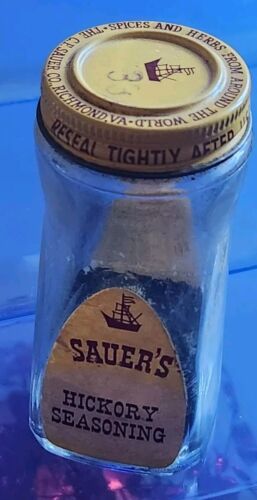 THE C.F. SAUER CO. RICHMOND, VA. · SPICES AND HERBS FROM AROUND THE WORLD ·
RESEAL TIGHTLY AFTER
SAUER'S
HICKORY
SEASONING